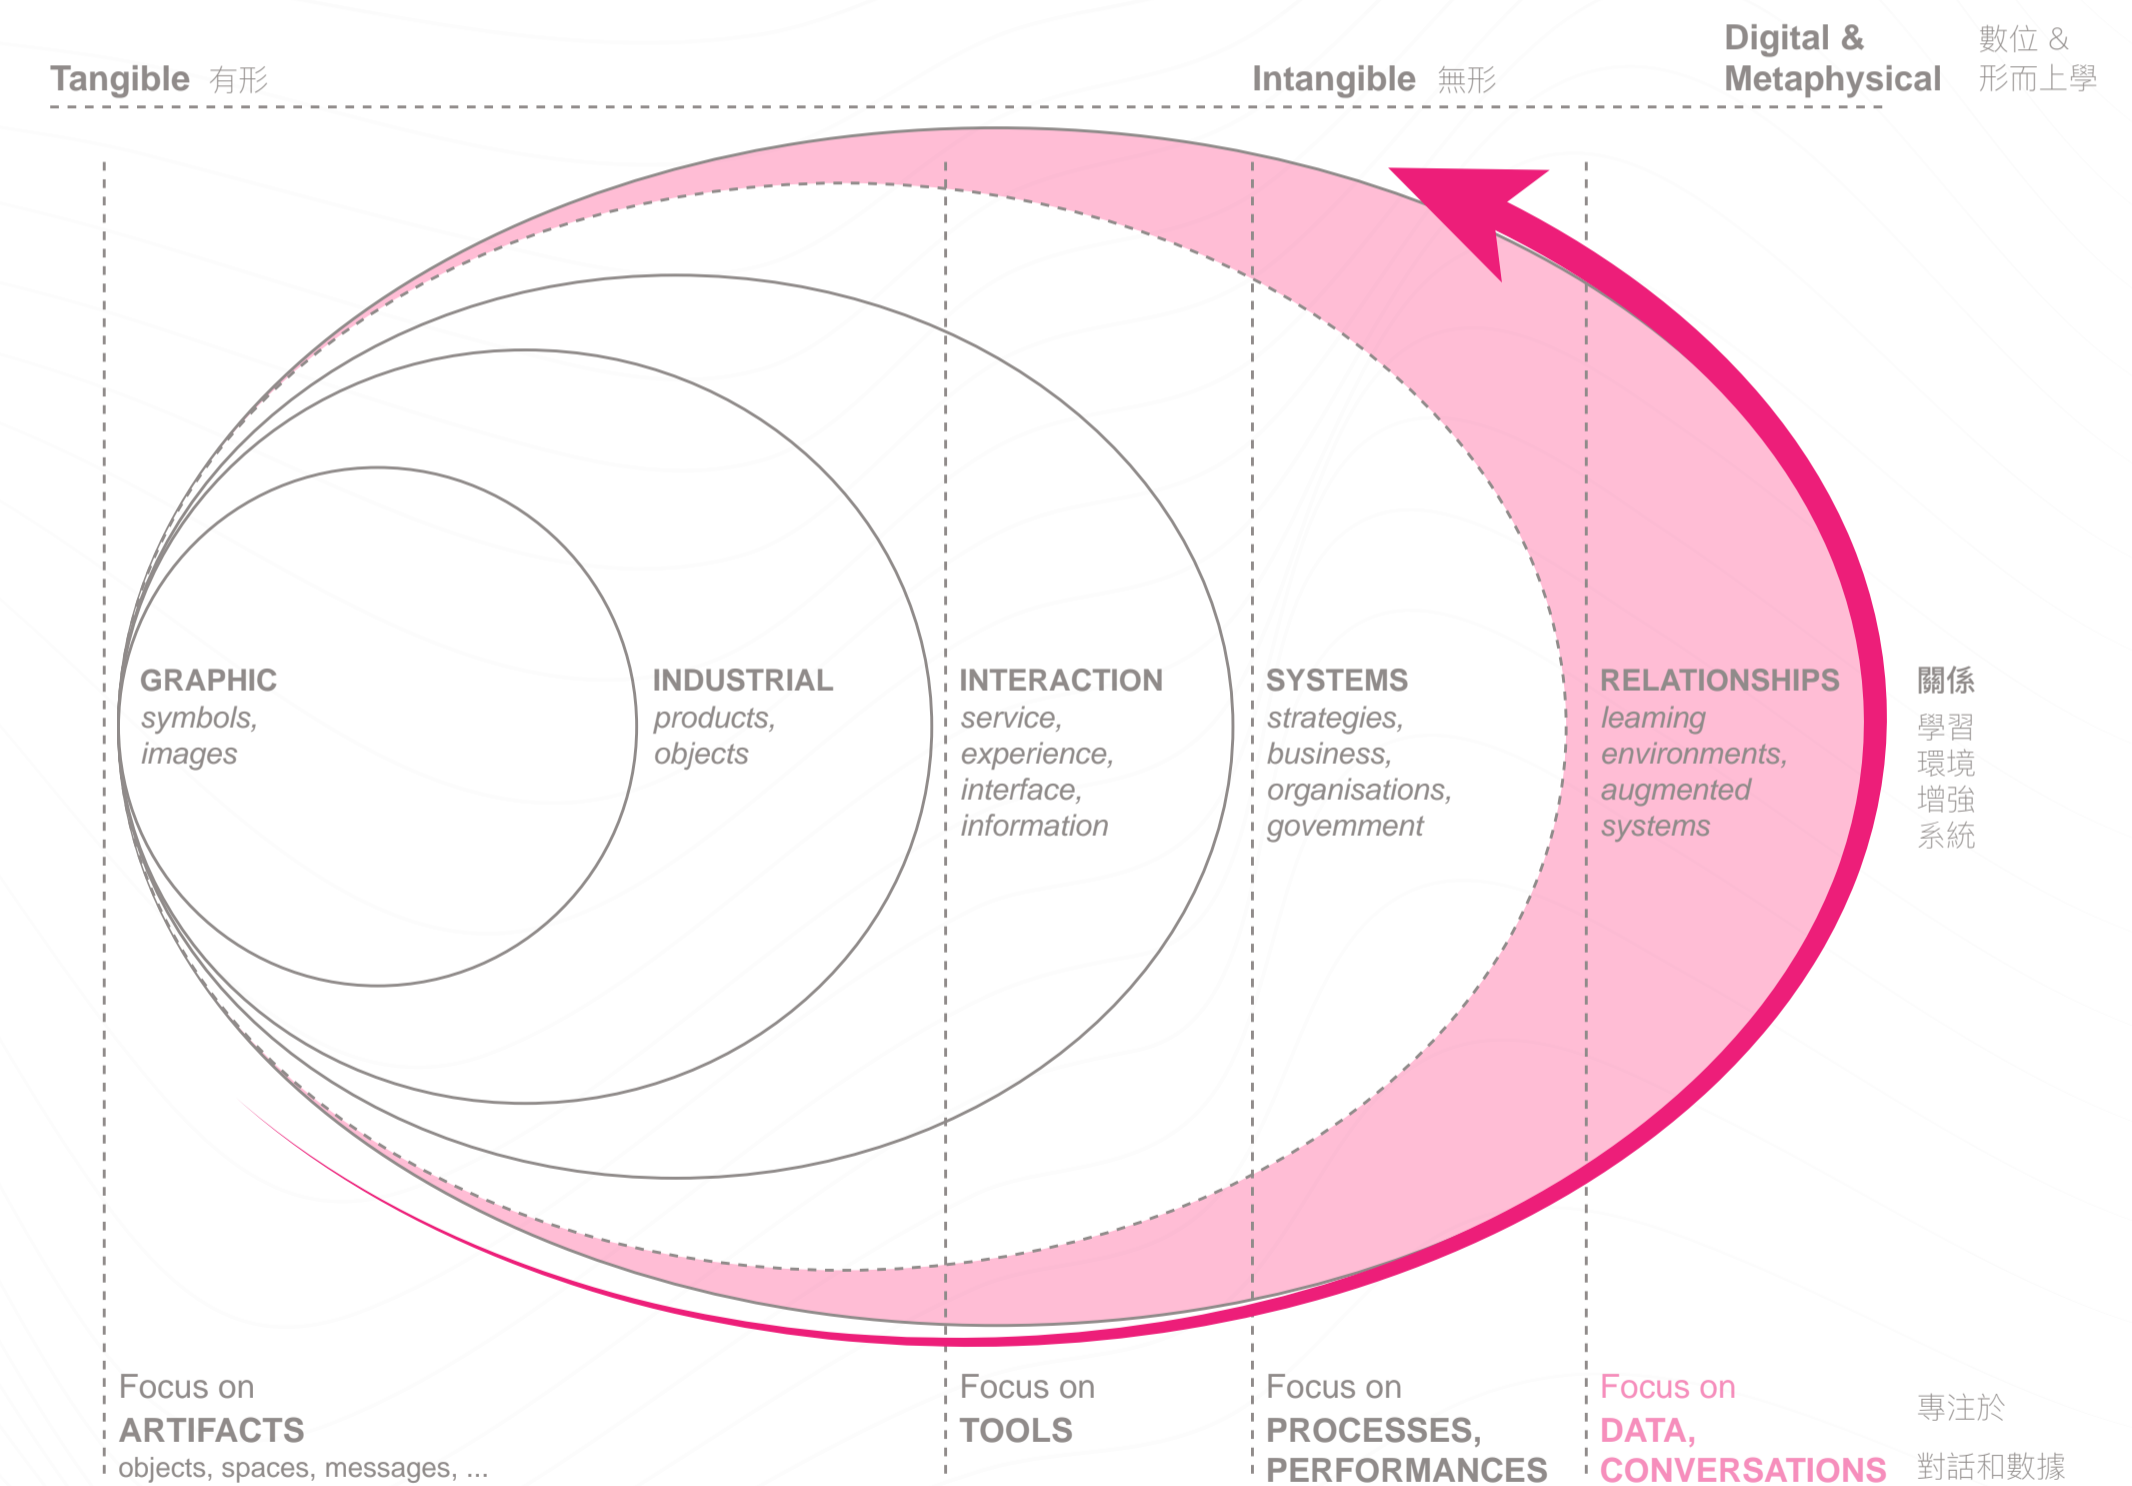 Tangible 有形
Intangible 無形
Digital & 數位 &
Metaphysical 形而上學
GRAPHIC
symbols,
images
INDUSTRIAL
products,
objects
INTERACTION
service,
experience,
interface,
information
SYSTEMS
strategies,
business,
organisations,
govemment
RELATIONSHIPS
leaming
environments,
augmented
systems
關係
學習
環境
增強
系統
Focus on
ARTIFACTS
objects, spaces, messages, ...
Focus on
TOOLS
Focus on
PROCESSES,
PERFORMANCES
Focus on
DATA,
CONVERSATIONS
專注於
對話和數據